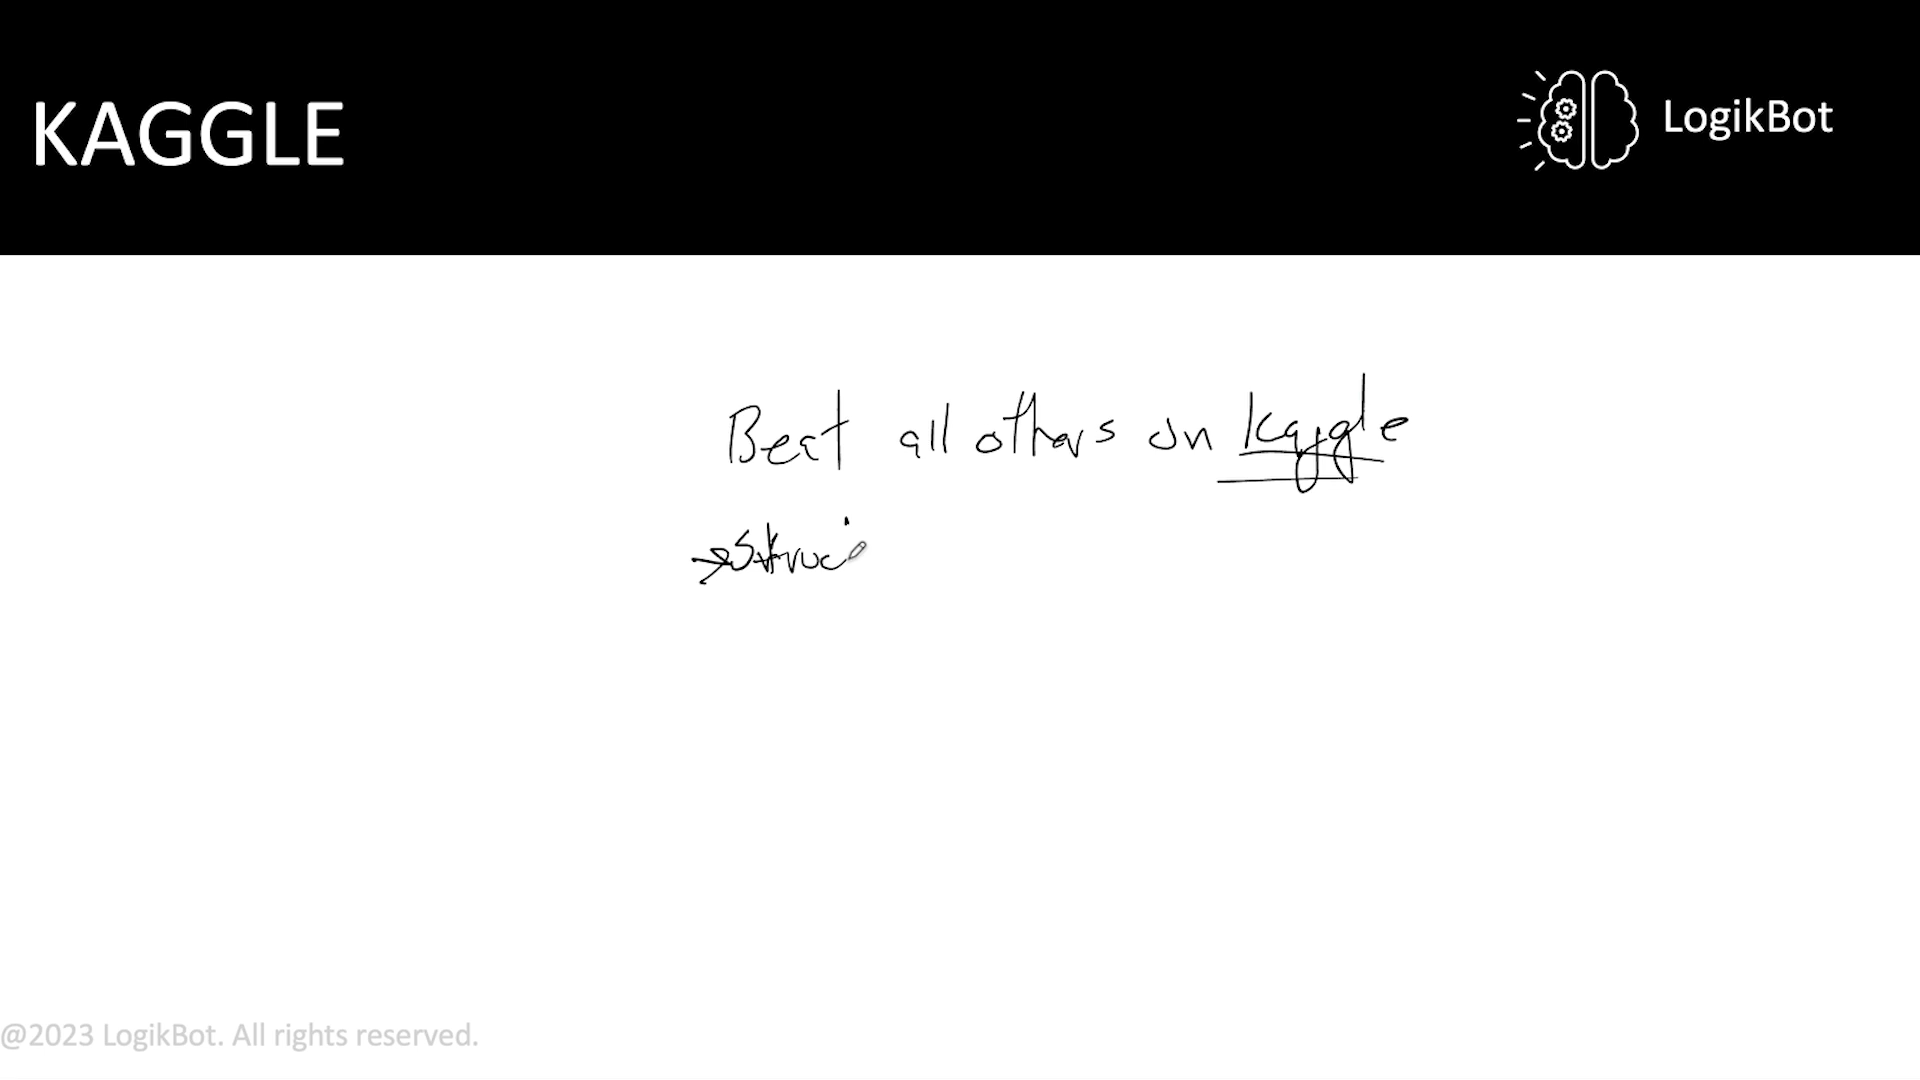 KAGGLE
LogikBot
Beat all others on Kaggle
→Struc
@2023 LogikBot. All rights reserved.